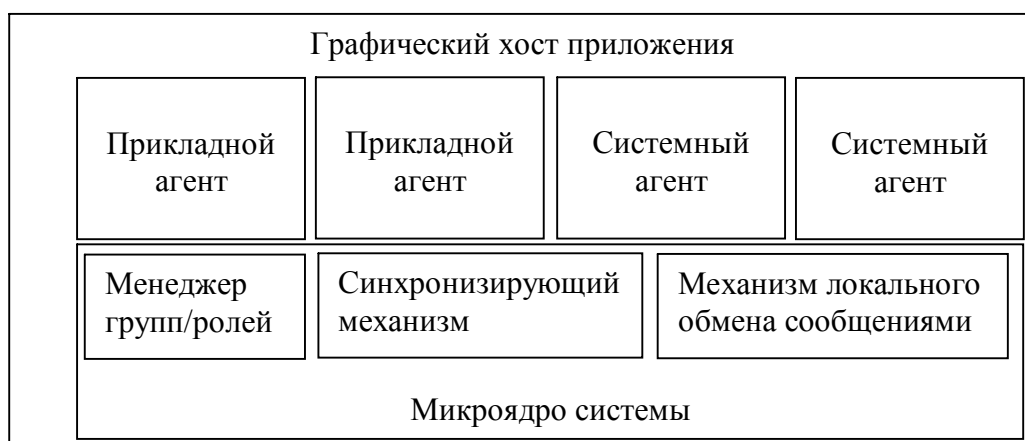 Графический хост приложения
Прикладной
агент
Прикладной
агент
Системный
агент
Системный
агент
Менеджер
групп/ролей
Синхронизирующий
механизм
Механизм локального
обмена сообщениями
Микроядро системы